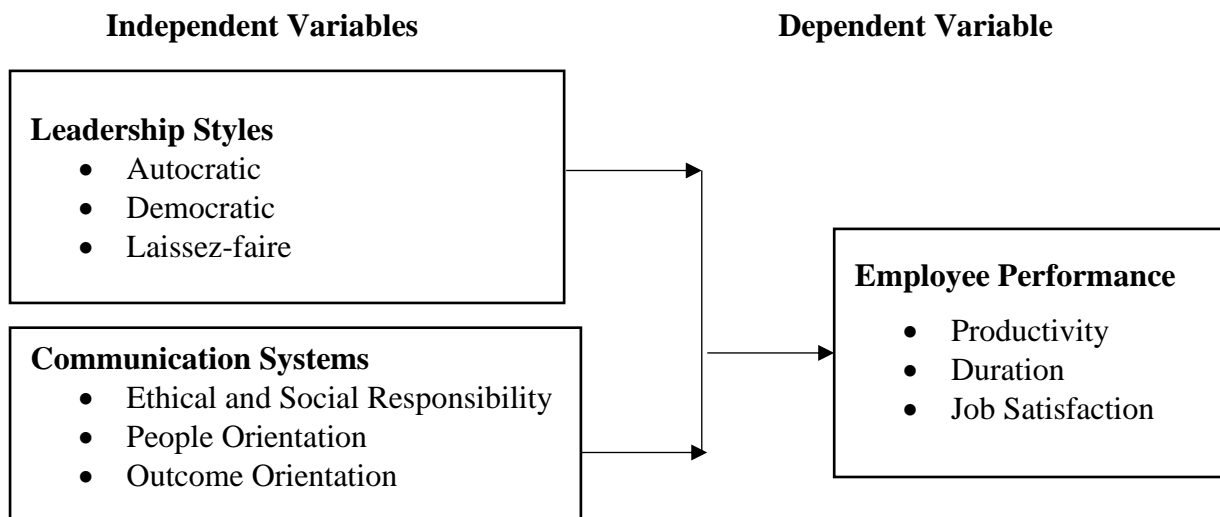 Independent Variables
Dependent Variable
Leadership Styles
• Autocratic
• Democratic
• Laissez-faire
Communication Systems
• Ethical and Social Responsibility
• People Orientation
• Outcome Orientation
Employee Performance
• Productivity
• Duration
• Job Satisfaction